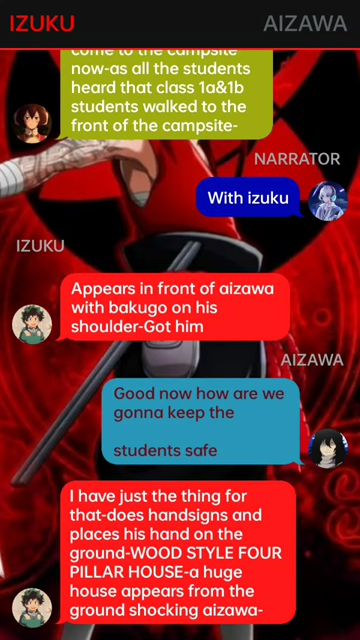 IZUKU AIZAWA
come to the campsite
now-as all the students
heard that class 1a&1b
students walked to the
front of the campsite-
NARRATOR
With izuku
IZUKU
Appears in front of aizawa
with bakugo on his
shoulder-Got him
AIZAWA
Good now how are we
gonna keep the
students safe
I have just the thing for
that-does handsigns and
places his hand on the
ground-WOOD STYLE FOUR
PILLAR HOUSE-a huge
house appears from the
ground shocking aizawa-